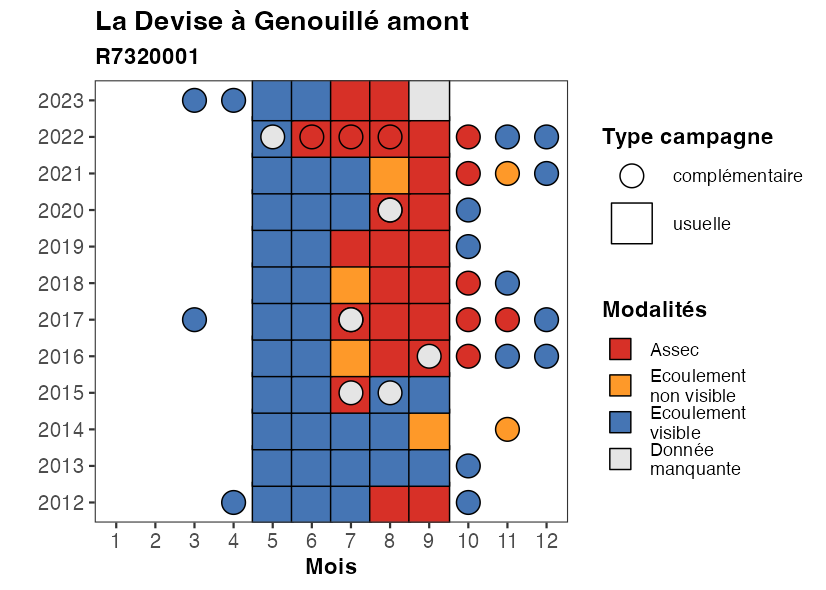 La Devise à Genouillé amont
R7320001
2023
2022
2021
2020
2019
2018
2017
2016
2015
2014
2013
2012
1 2 3 4 5 6 7 8 9 10 11 12
Mois
Type campagne
complémentaire
usuelle
Modalités
Assec
Ecoulement
non visible
Ecoulement
visible
Donnée
manquante